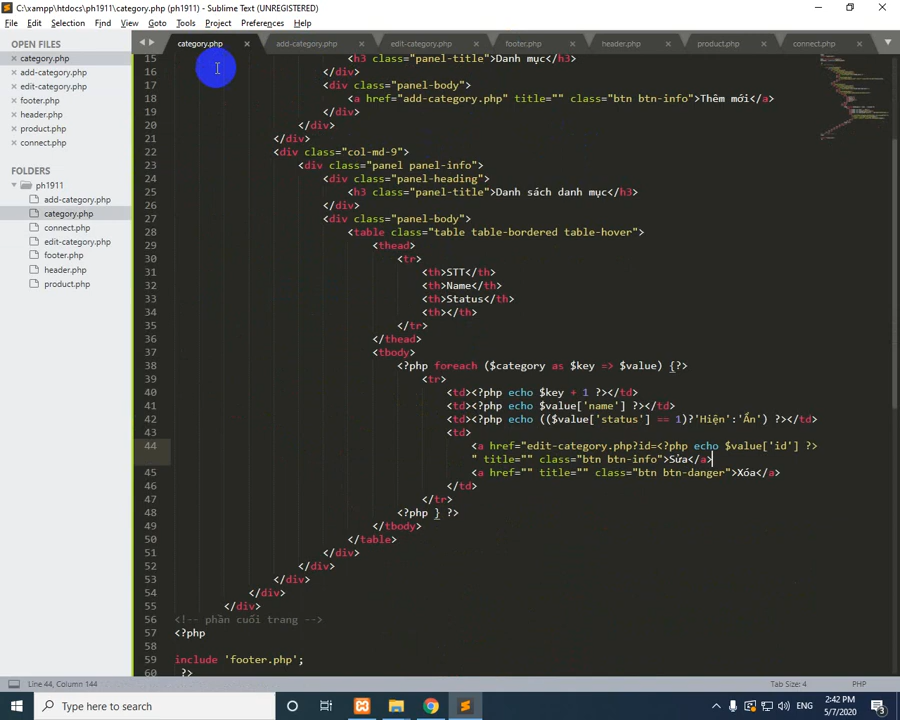 C:\xampp\htdocs\ph1911\category.php (ph1911) - Sublime Text (UNREGISTERED)
File Edit Selection Find View Goto Tools Project Preferences Help
OPEN FILES
category.php
add-category.php
edit-category.php
footer.php
header.php
product.php
connect.php
FOLDERS
ph1911
add-category.php
category.php
connect.php
edit-category.php
footer.php
header.php
product.php
category.php add-category.php edit-category.php footer.php header.php product.php connect.php
15 <h3 class="panel-title">Danh mục</h3>
16 </div>
17 <div class="panel-body">
18 <a href="add-category.php" title="" class="btn btn-info">Thêm mới</a>
19 </div>
20 </div>
21 </div>
22 <div class="col-md-9">
23 <div class="panel panel-info">
24 <div class="panel-heading">
25 <h3 class="panel-title">Danh sách danh mục</h3>
26 </div>
27 <div class="panel-body">
28 <table class="table table-bordered table-hover">
29 <thead>
30 <tr>
31 <th>STT</th>
32 <th>Name</th>
33 <th>Status</th>
34 <th></th>
35 </tr>
36 </thead>
37 <tbody>
38 <?php foreach ($category as $key => $value) {?>
39 <tr>
40 <td><?php echo $key + 1 ?></td>
41 <td><?php echo $value['name'] ?></td>
42 <td><?php echo (($value['status'] == 1)?'Hiện':'Ẩn') ?></td>
43 <td>
44 <a href="edit-category.php?id=<?php echo $value['id'] ?>
" title="" class="btn btn-info">Sửa</a>
45 <a href="" title="" class="btn btn-danger">Xóa</a>
46 </td>
47 </tr>
48 <?php } ?>
49 </tbody>
50 </table>
51 </div>
52 </div>
53 </div>
54 </div>
55 </div>
56 <!-- phần cuối trang -->
57 <?php
58
59 include 'footer.php';
60 ?>
Line 44, Column 144
Tab Size: 4
PHP
Type here to search
ENG
2:42 PM
5/7/2020
3